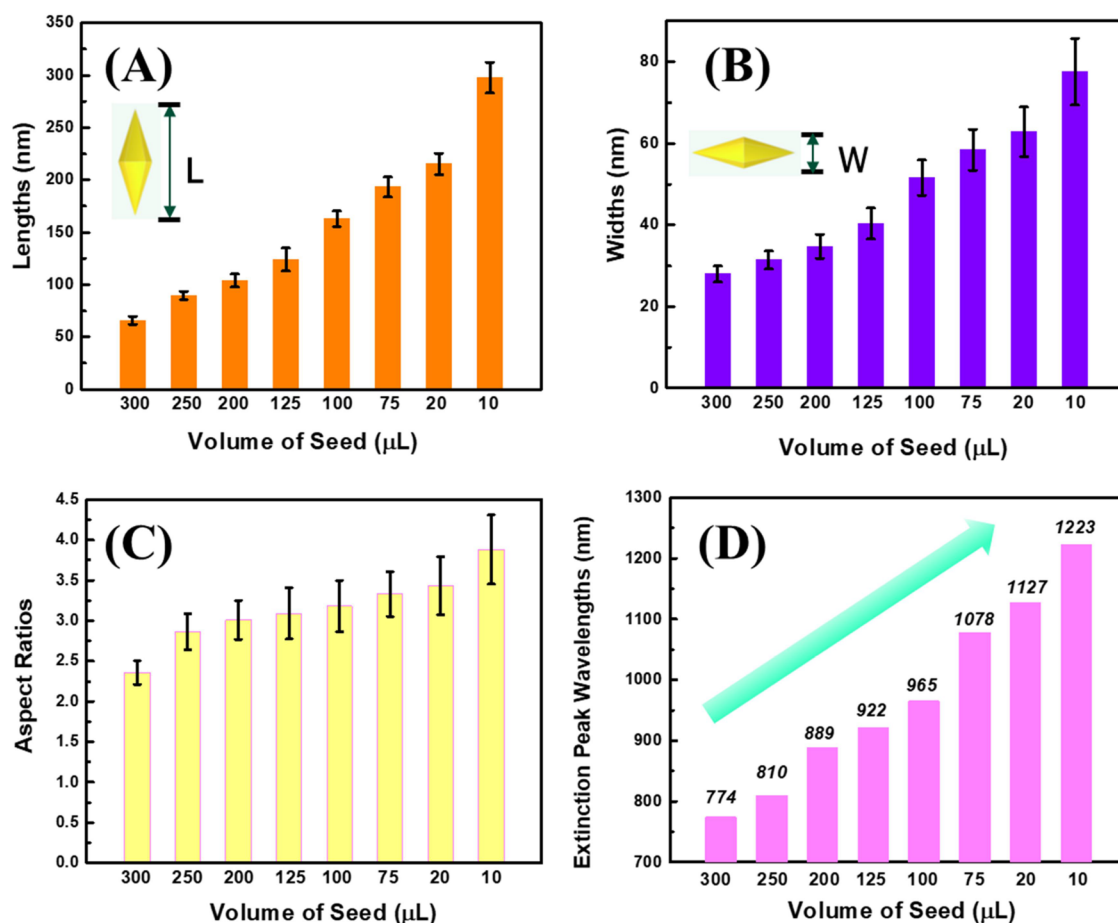 (A)
L
Lengths (nm)
350
300
250
200
150
100
50
0
300 250 200 125 100 75 20 10
Volume of Seed (μL)
(B)
W
Widths (nm)
80
60
40
20
0
300 250 200 125 100 75 20 10
Volume of Seed (μL)
(C)
Aspect Ratios
4.5
4.0
3.5
3.0
2.5
2.0
1.5
1.0
0.5
0.0
300 250 200 125 100 75 20 10
Volume of Seed (μL)
(D)
Extinction Peak Wavelengths (nm)
1300
1200
1100
1000
900
800
700
774
810
889
922
965
1078
1127
1223
300 250 200 125 100 75 20 10
Volume of Seed (μL)